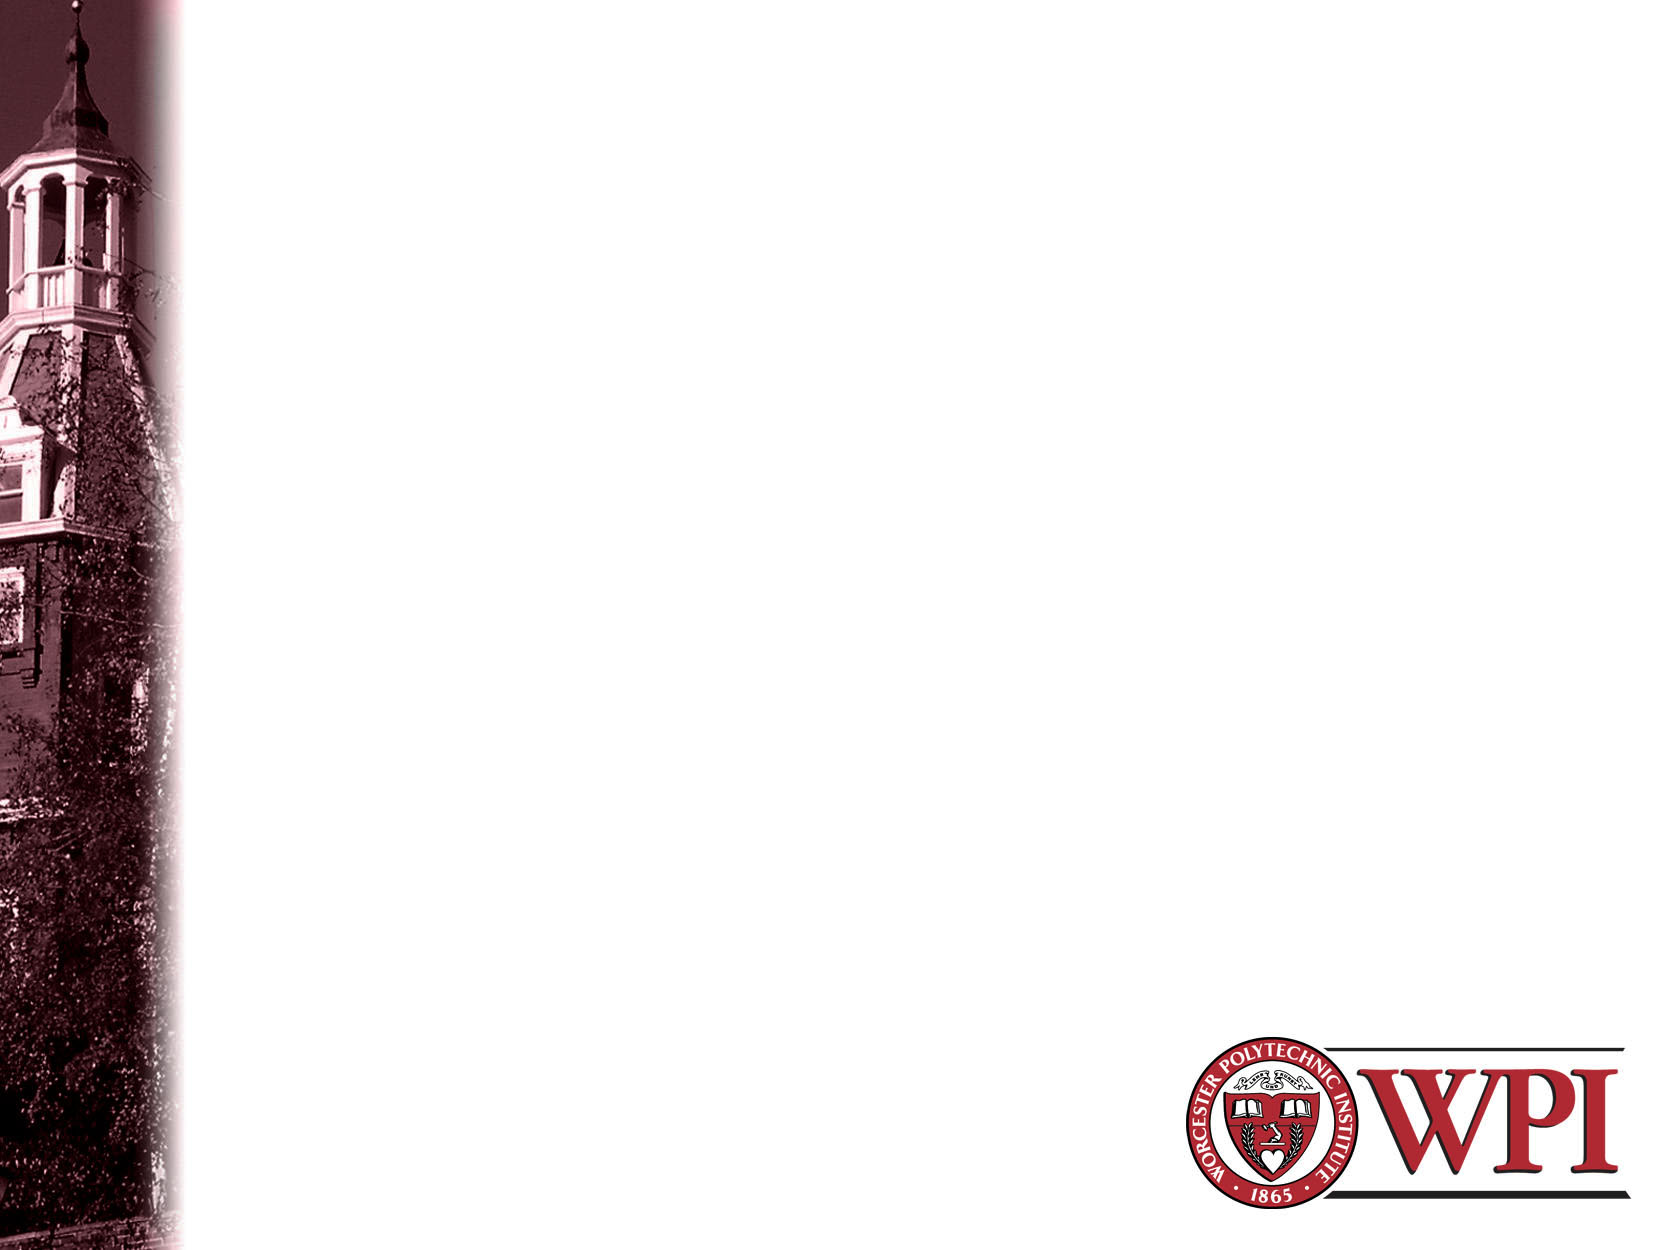 WORCESTER POLYTECHNIC INSTITUTE
· 1865 ·
WPI